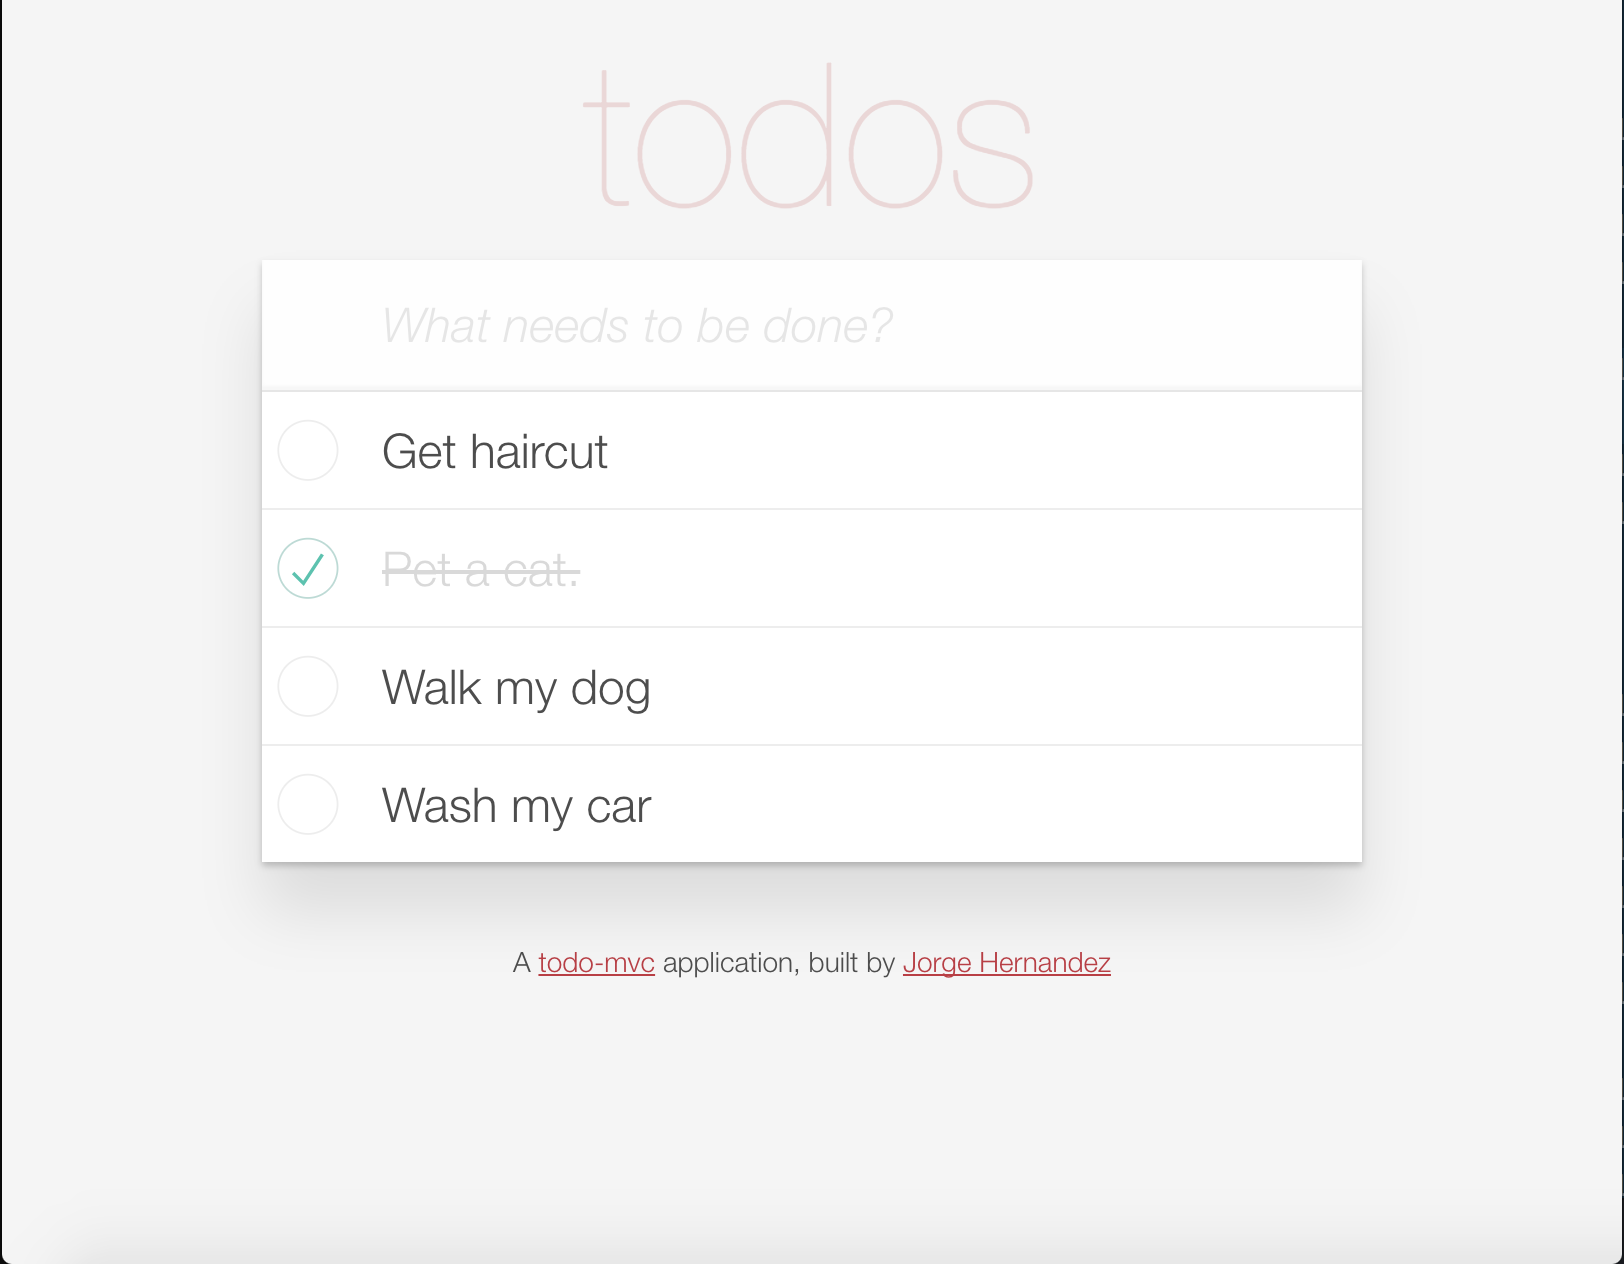 todos
What needs to be done?
Get haircut
Pet a cat.
Walk my dog
Wash my car
A todo-mvc application, built by Jorge Hernandez